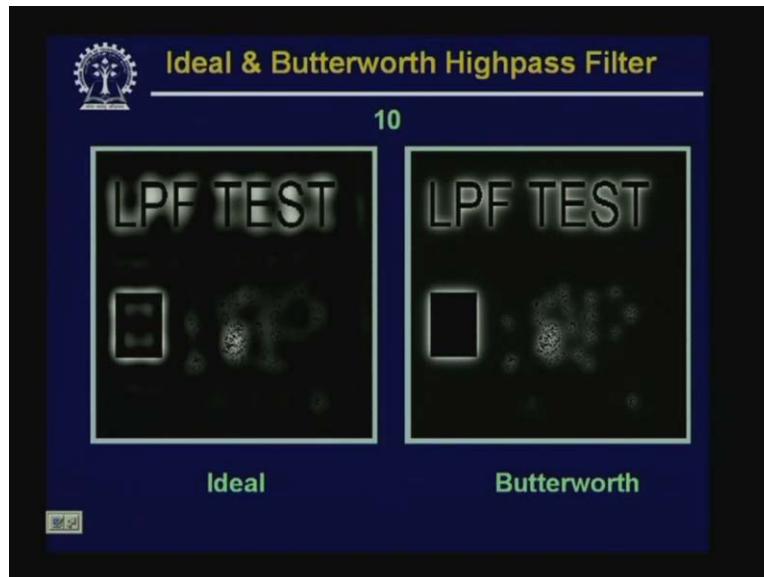 Ideal & Butterworth Highpass Filter
10
LPF TEST
LPF TEST
Ideal
Butterworth